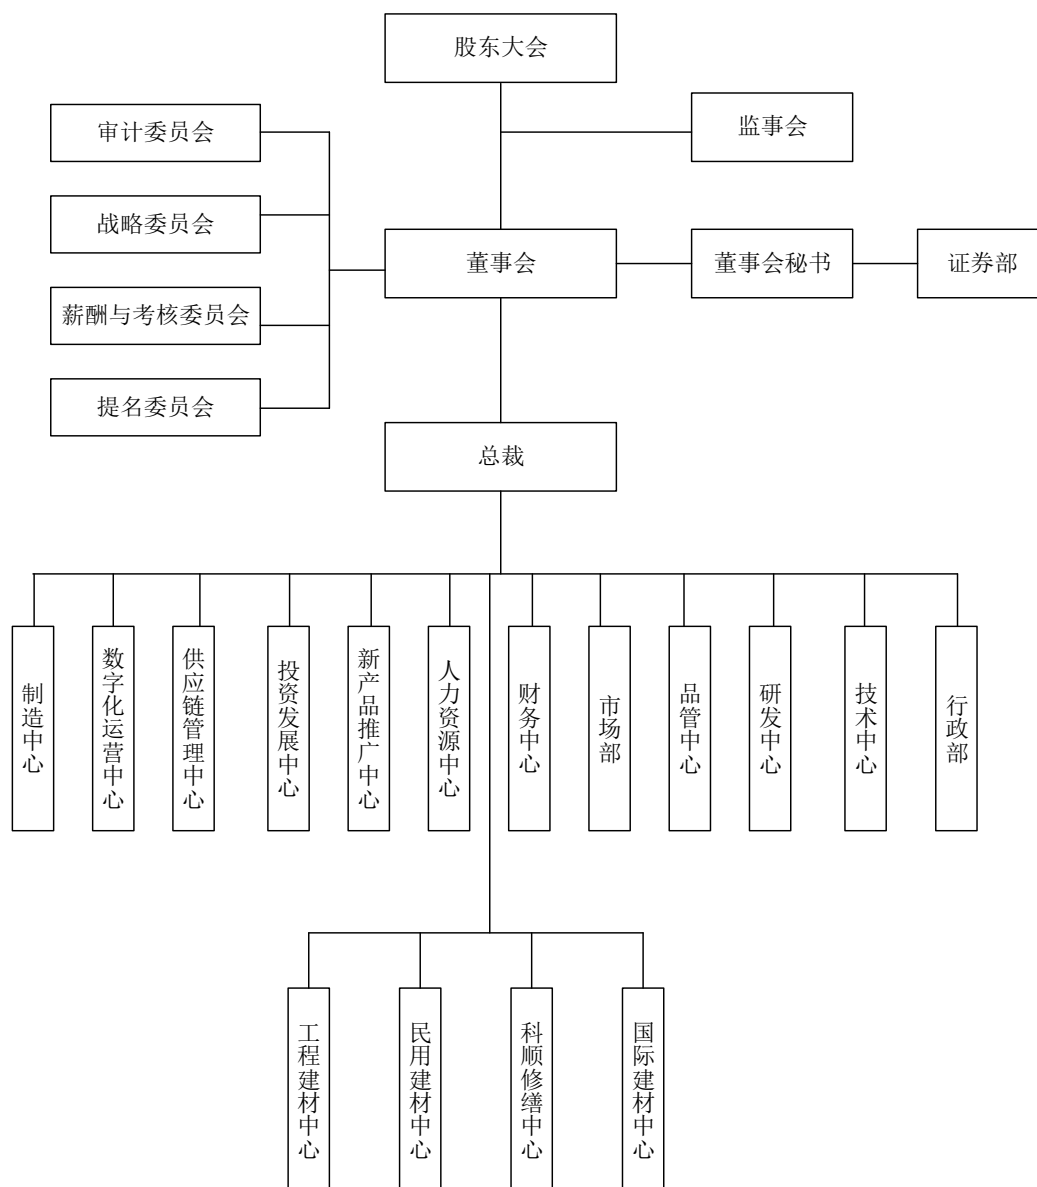 股东大会
审计委员会
监事会
战略委员会
董事会
董事会秘书
证券部
薪酬与考核委员会
提名委员会
总裁
制造中心
数字化运营中心
供应链管理中心
投资发展中心
新产品推广中心
人力资源中心
财务中心
市场部
品管中心
研发中心
技术中心
行政部
工程建材中心
民用建材中心
科顺修缮中心
国际建材中心